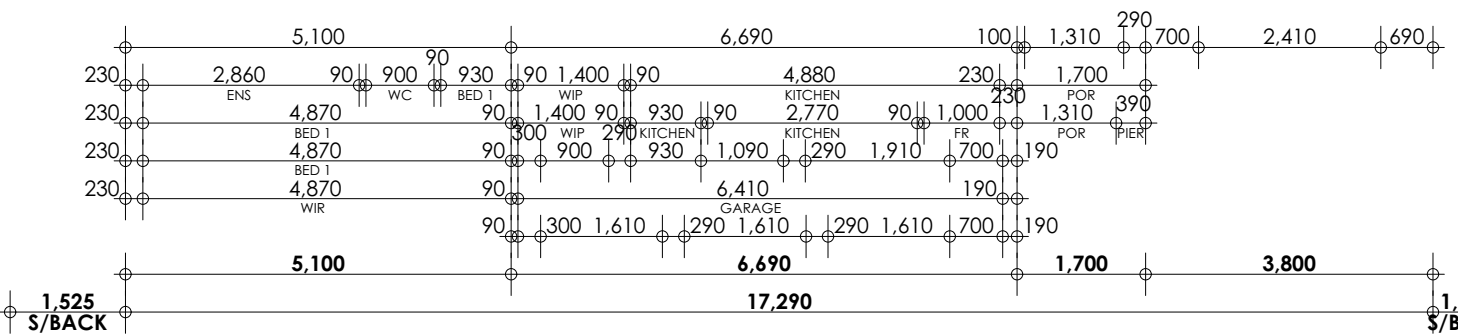 290
5,100 6,690 100 1,310 700 2,410 690
90
230 2,860 90 900 930 90 1,400 90 4,880 230 1,700
ENS WC BED 1 WIP KITCHEN POR
230 390
230 4,870 90 1,400 90 930 90 2,770 90 1,000 1,310
BED 1 WIP KITCHEN KITCHEN FR POR PIER
300 290
230 4,870 90 900 930 1,090 290 1,910 700 190
BED 1
230 4,870 90 6,410 190
WIR GARAGE
90 300 1,610 290 1,610 290 1,610 700 190
5,100 6,690 1,700 3,800
1,525 17,290 1,
S/BACK S/B